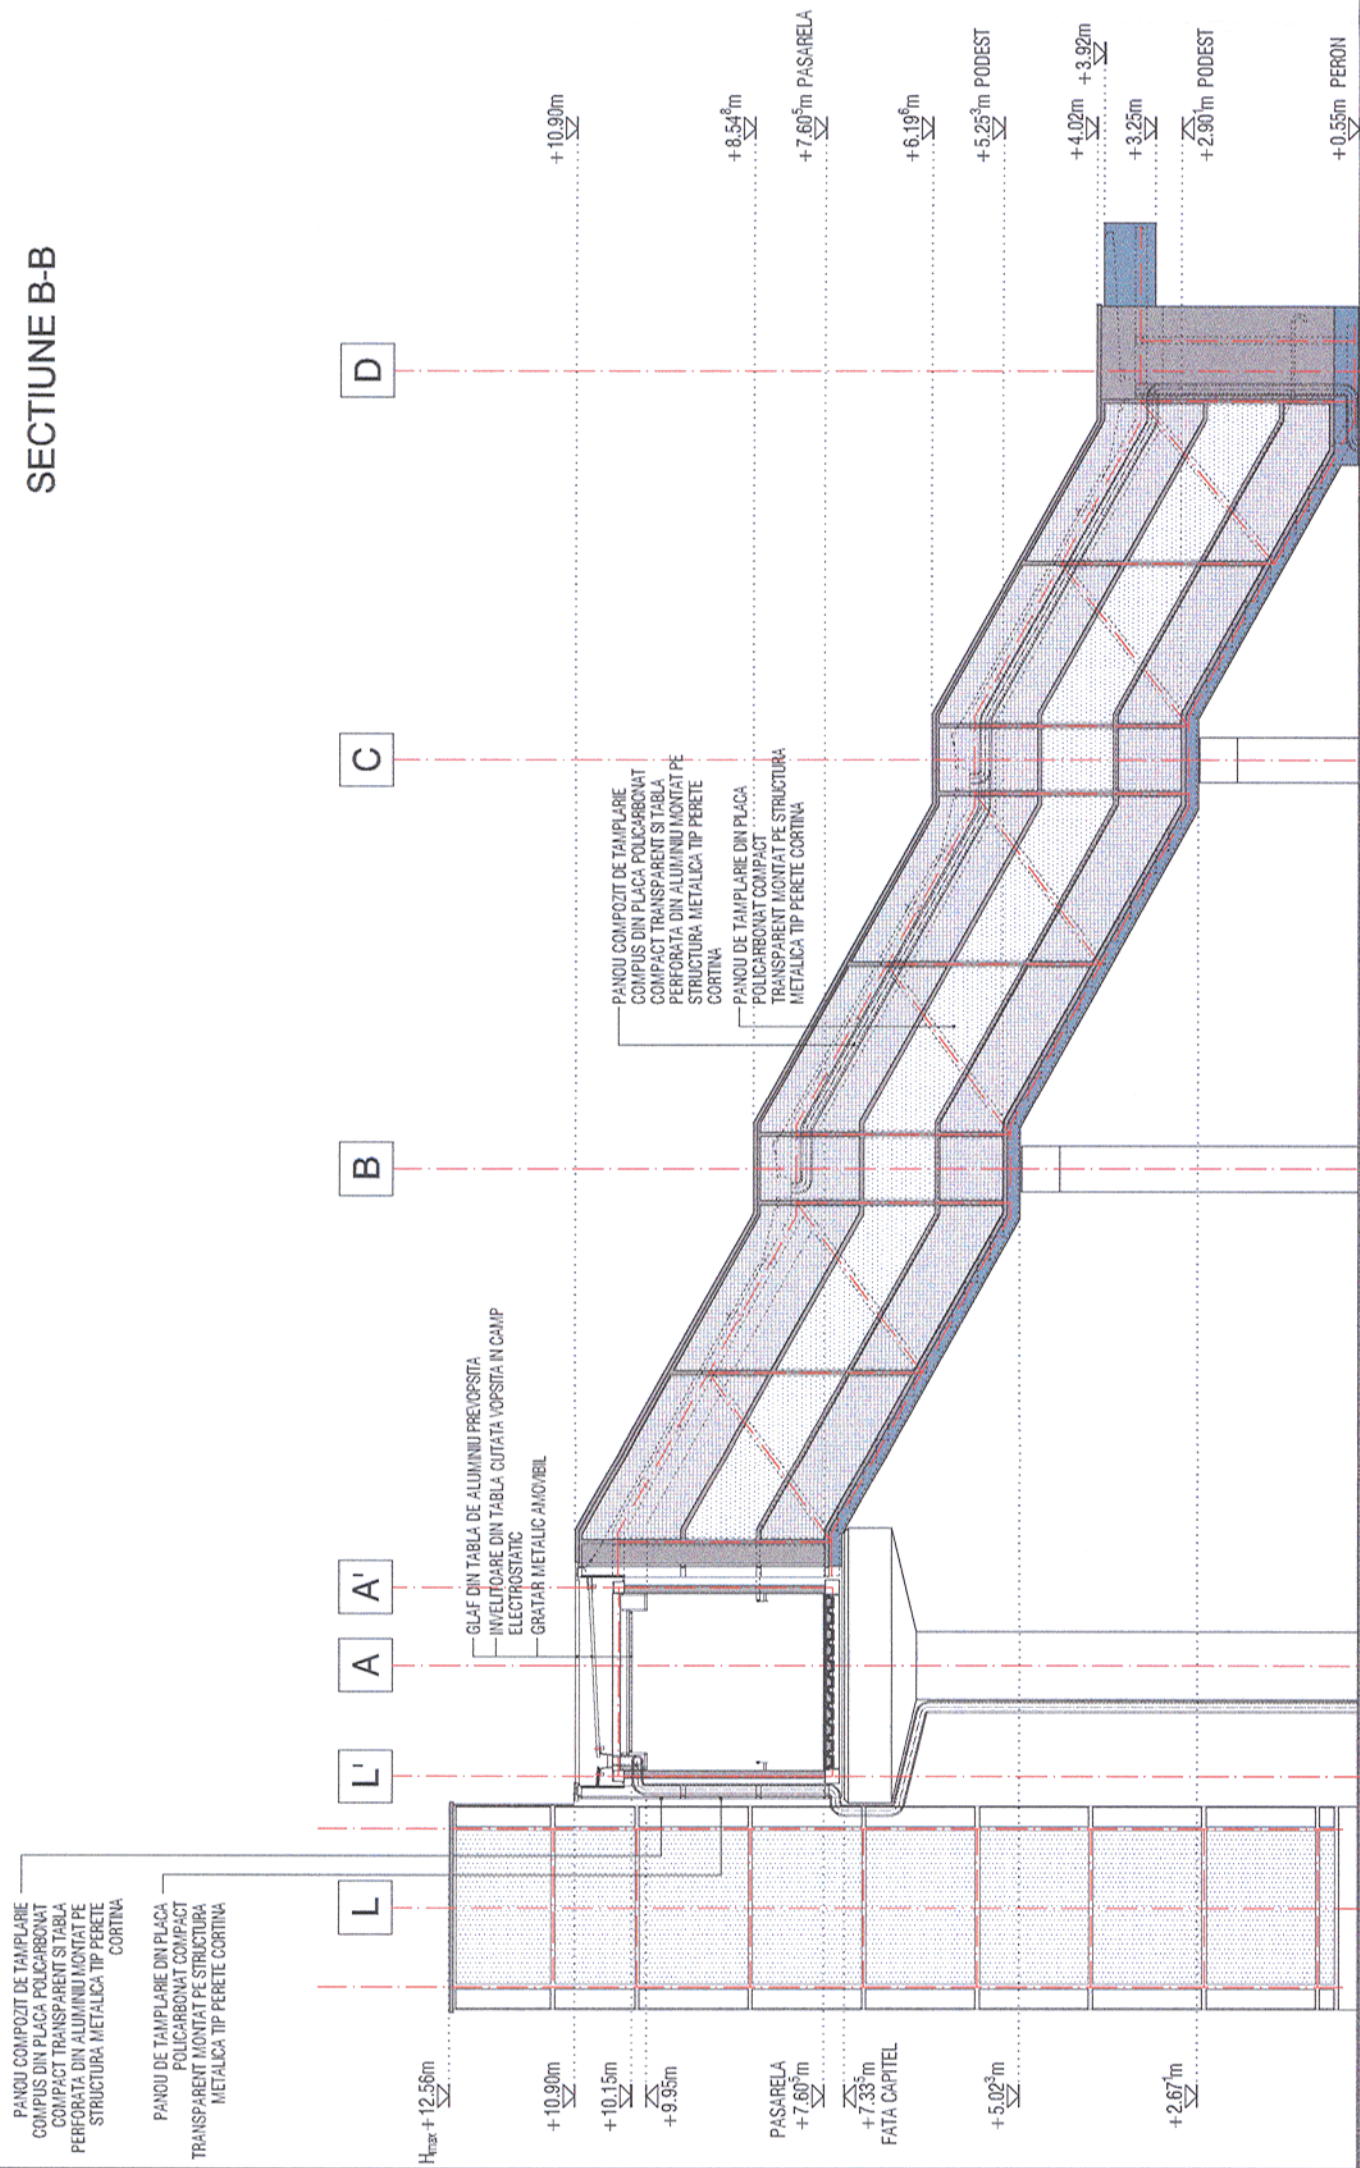 SECTIUNE B-B
PANOU COMPOZIT DE TAMPLARIE
COMPUS DIN PLACA POLICARBONAT
COMPACT TRANSPARENT SI TABLA
PERFORATA DIN ALUMINIU MONTAT PE
STRUCTURA METALICA TIP PERETE
CORTINA
PANOU DE TAMPLARIE DIN PLACA
POLICARBONAT COMPACT
TRANSPARENT MONTAT PE STRUCTURA
METALICA TIP PERETE CORTINA
L
L'
A
A'
B
C
D
GLAF DIN TABLA DE ALUMINIU PREVOPSITA
INVELITOARE DIN TABLA CUTATA VOPSITA IN CAMP
ELECTROSTATIC
GRATAR METALIC AMOVIBIL
PANOU COMPOZIT DE TAMPLARIE
COMPUS DIN PLACA POLICARBONAT
COMPACT TRANSPARENT SI TABLA
PERFORATA DIN ALUMINIU MONTAT PE
STRUCTURA METALICA TIP PERETE
CORTINA
PANOU DE TAMPLARIE DIN PLACA
POLICARBONAT COMPACT
TRANSPARENT MONTAT PE STRUCTURA
METALICA TIP PERETE CORTINA
Hmax +12.56m
+10.90m
+10.15m
+9.95m
PASARELA
+7.60⁵m
+7.33⁵m
FATA CAPITEL
+5.02³m
+2.67¹m
+10.90m
+8.54⁸m
+7.60⁵m PASARELA
+6.19⁶m
+5.25³m PODEST
+4.02m
+3.92m
+3.25m
+2.90¹m PODEST
+0.55m PERON